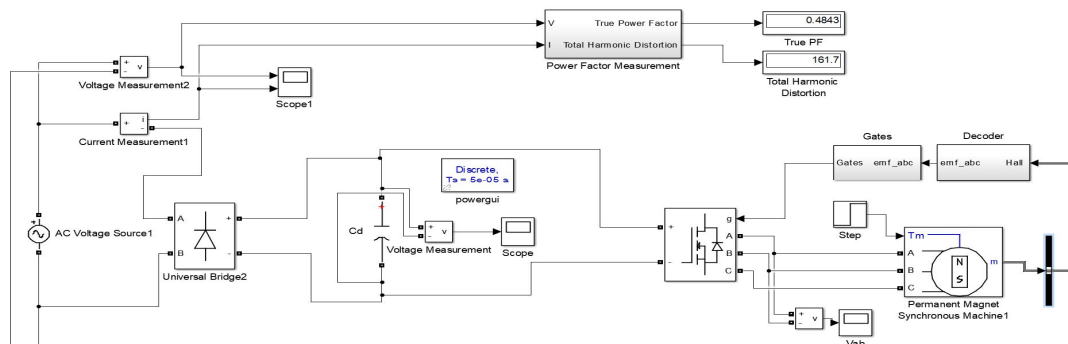 True Power Factor
0.4843
V
True PF
I
Total Harmonic Distortion
161.7
Power Factor Measurement
Total Harmonic
Distortion
+
-
v
Voltage Measurement2
Scope1
+
i
-
Current Measurement1
Gates
Decoder
Gates
emf_abc
emf_abc
Hall
Discrete,
Ts = 5e-05 s
powergui
+
AC Voltage Source1
A
+
B
-
Universal Bridge2
+
Cd
+
-
v
Voltage Measurement
Scope
g
+
A
B
-
C
Step
Tm
A
B
C
N
S
m
Permanent Magnet
Synchronous Machine1
+
-
v
Vab